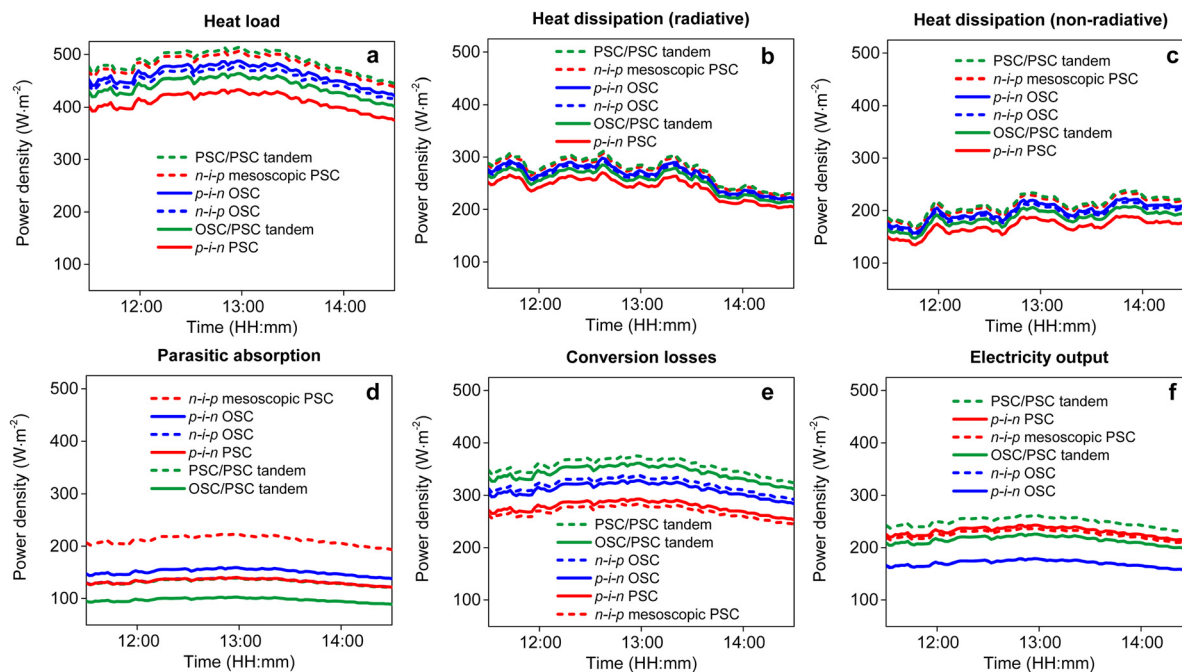 Heat load
a
500
400
300
200
100
Power density (W·m⁻²)
PSC/PSC tandem
n-i-p mesoscopic PSC
p-i-n OSC
n-i-p OSC
OSC/PSC tandem
p-i-n PSC
12:00 13:00 14:00
Time (HH:mm)
Heat dissipation (radiative)
b
500
400
300
200
100
Power density (W·m⁻²)
PSC/PSC tandem
n-i-p mesoscopic PSC
p-i-n OSC
n-i-p OSC
OSC/PSC tandem
p-i-n PSC
12:00 13:00 14:00
Time (HH:mm)
Heat dissipation (non-radiative)
c
500
400
300
200
100
Power density (W·m⁻²)
PSC/PSC tandem
n-i-p mesoscopic PSC
p-i-n OSC
n-i-p OSC
OSC/PSC tandem
p-i-n PSC
12:00 13:00 14:00
Time (HH:mm)
Parasitic absorption
d
500
400
300
200
100
Power density (W·m⁻²)
n-i-p mesoscopic PSC
p-i-n OSC
n-i-p OSC
p-i-n PSC
PSC/PSC tandem
OSC/PSC tandem
12:00 13:00 14:00
Time (HH:mm)
Conversion losses
e
500
400
300
200
100
Power density (W·m⁻²)
PSC/PSC tandem
OSC/PSC tandem
n-i-p OSC
p-i-n OSC
p-i-n PSC
n-i-p mesoscopic PSC
12:00 13:00 14:00
Time (HH:mm)
Electricity output
f
500
400
300
200
100
Power density (W·m⁻²)
PSC/PSC tandem
p-i-n PSC
n-i-p mesoscopic PSC
OSC/PSC tandem
n-i-p OSC
p-i-n OSC
12:00 13:00 14:00
Time (HH:mm)